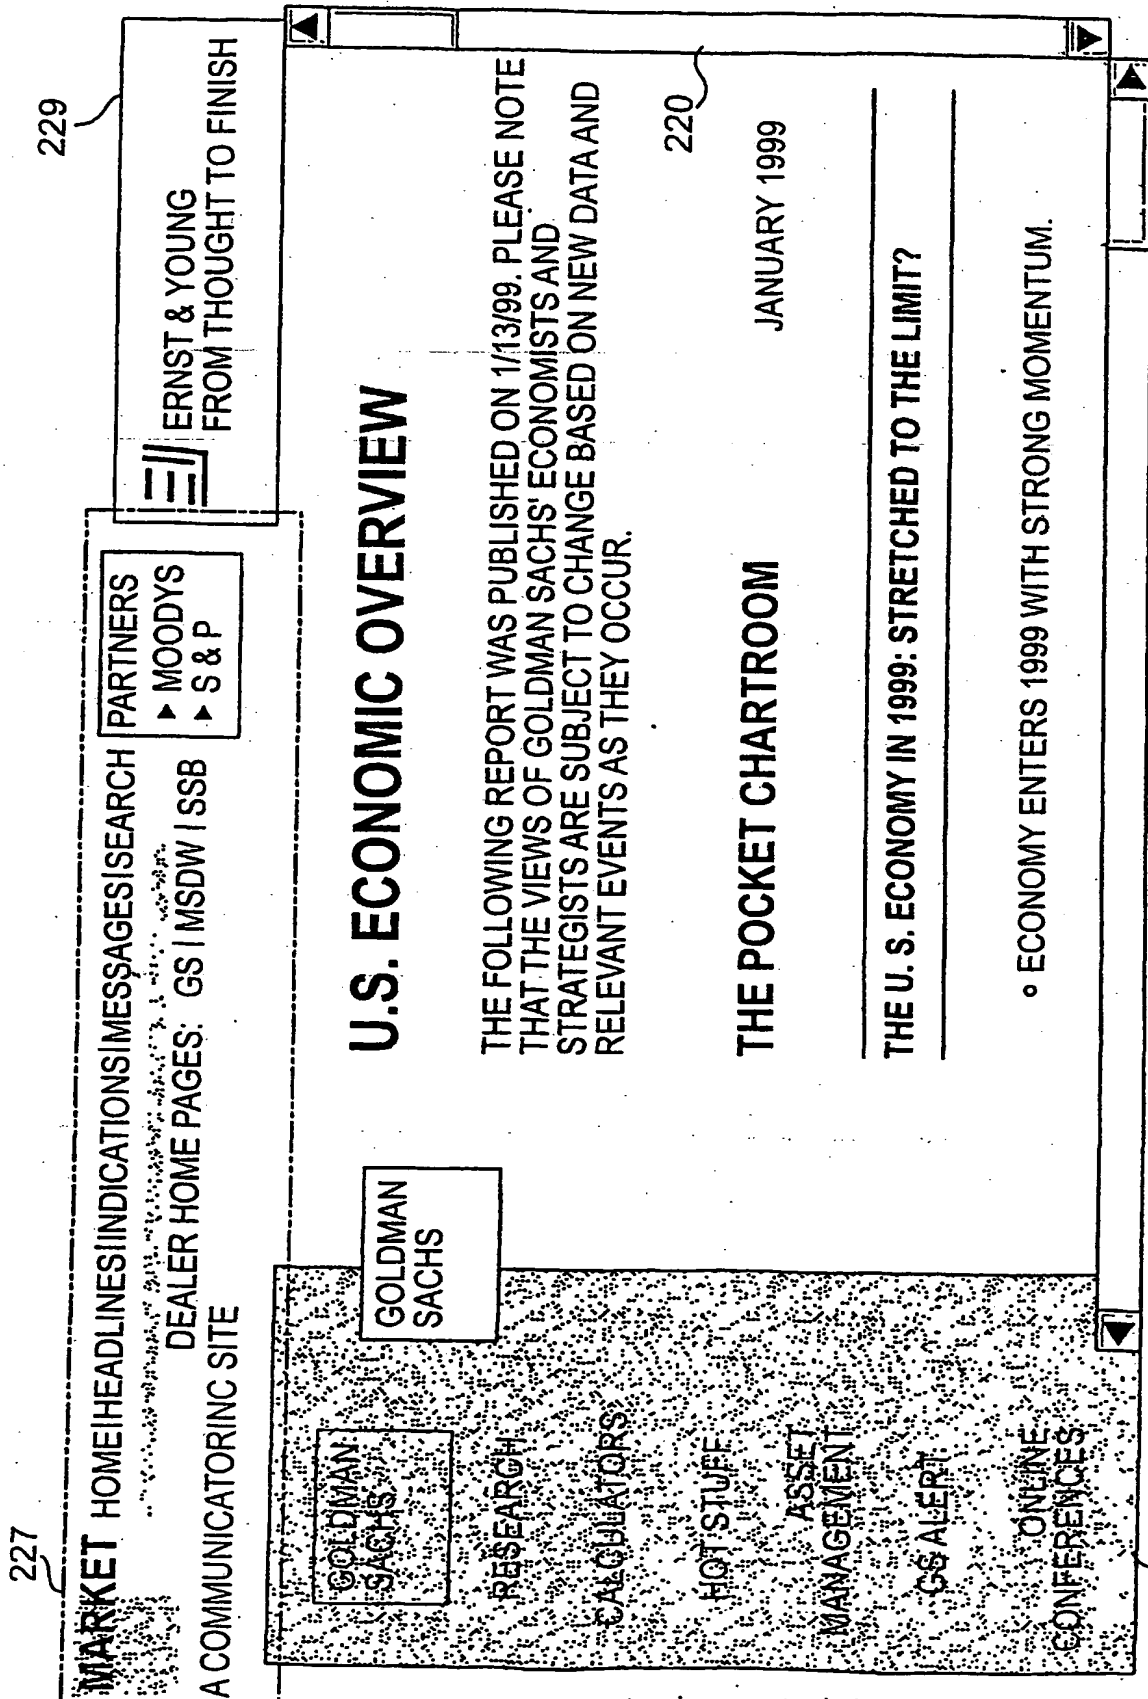 227
229
MARKET HOME|HEADLINES|INDICATIONS|MESSAGES|SEARCH
PARTNERS
▶ MOODYS
▶ S & P
DEALER HOME PAGES: GS | MSDW | SSB
A COMMUNICATORINC SITE
ERNST & YOUNG
FROM THOUGHT TO FINISH
GOLDMAN
SACHS
RESEARCH
CALCULATORS
HOT STUFF
ASSET
MANAGEMENT
GS ALERT
ONLINE
CONFERENCES
GOLDMAN
SACHS
U.S. ECONOMIC OVERVIEW
THE FOLLOWING REPORT WAS PUBLISHED ON 1/13/99. PLEASE NOTE
THAT THE VIEWS OF GOLDMAN SACHS' ECONOMISTS AND
STRATEGISTS ARE SUBJECT TO CHANGE BASED ON NEW DATA AND
RELEVANT EVENTS AS THEY OCCUR.
220
THE POCKET CHARTROOM
JANUARY 1999
THE U. S. ECONOMY IN 1999: STRETCHED TO THE LIMIT?
° ECONOMY ENTERS 1999 WITH STRONG MOMENTUM.